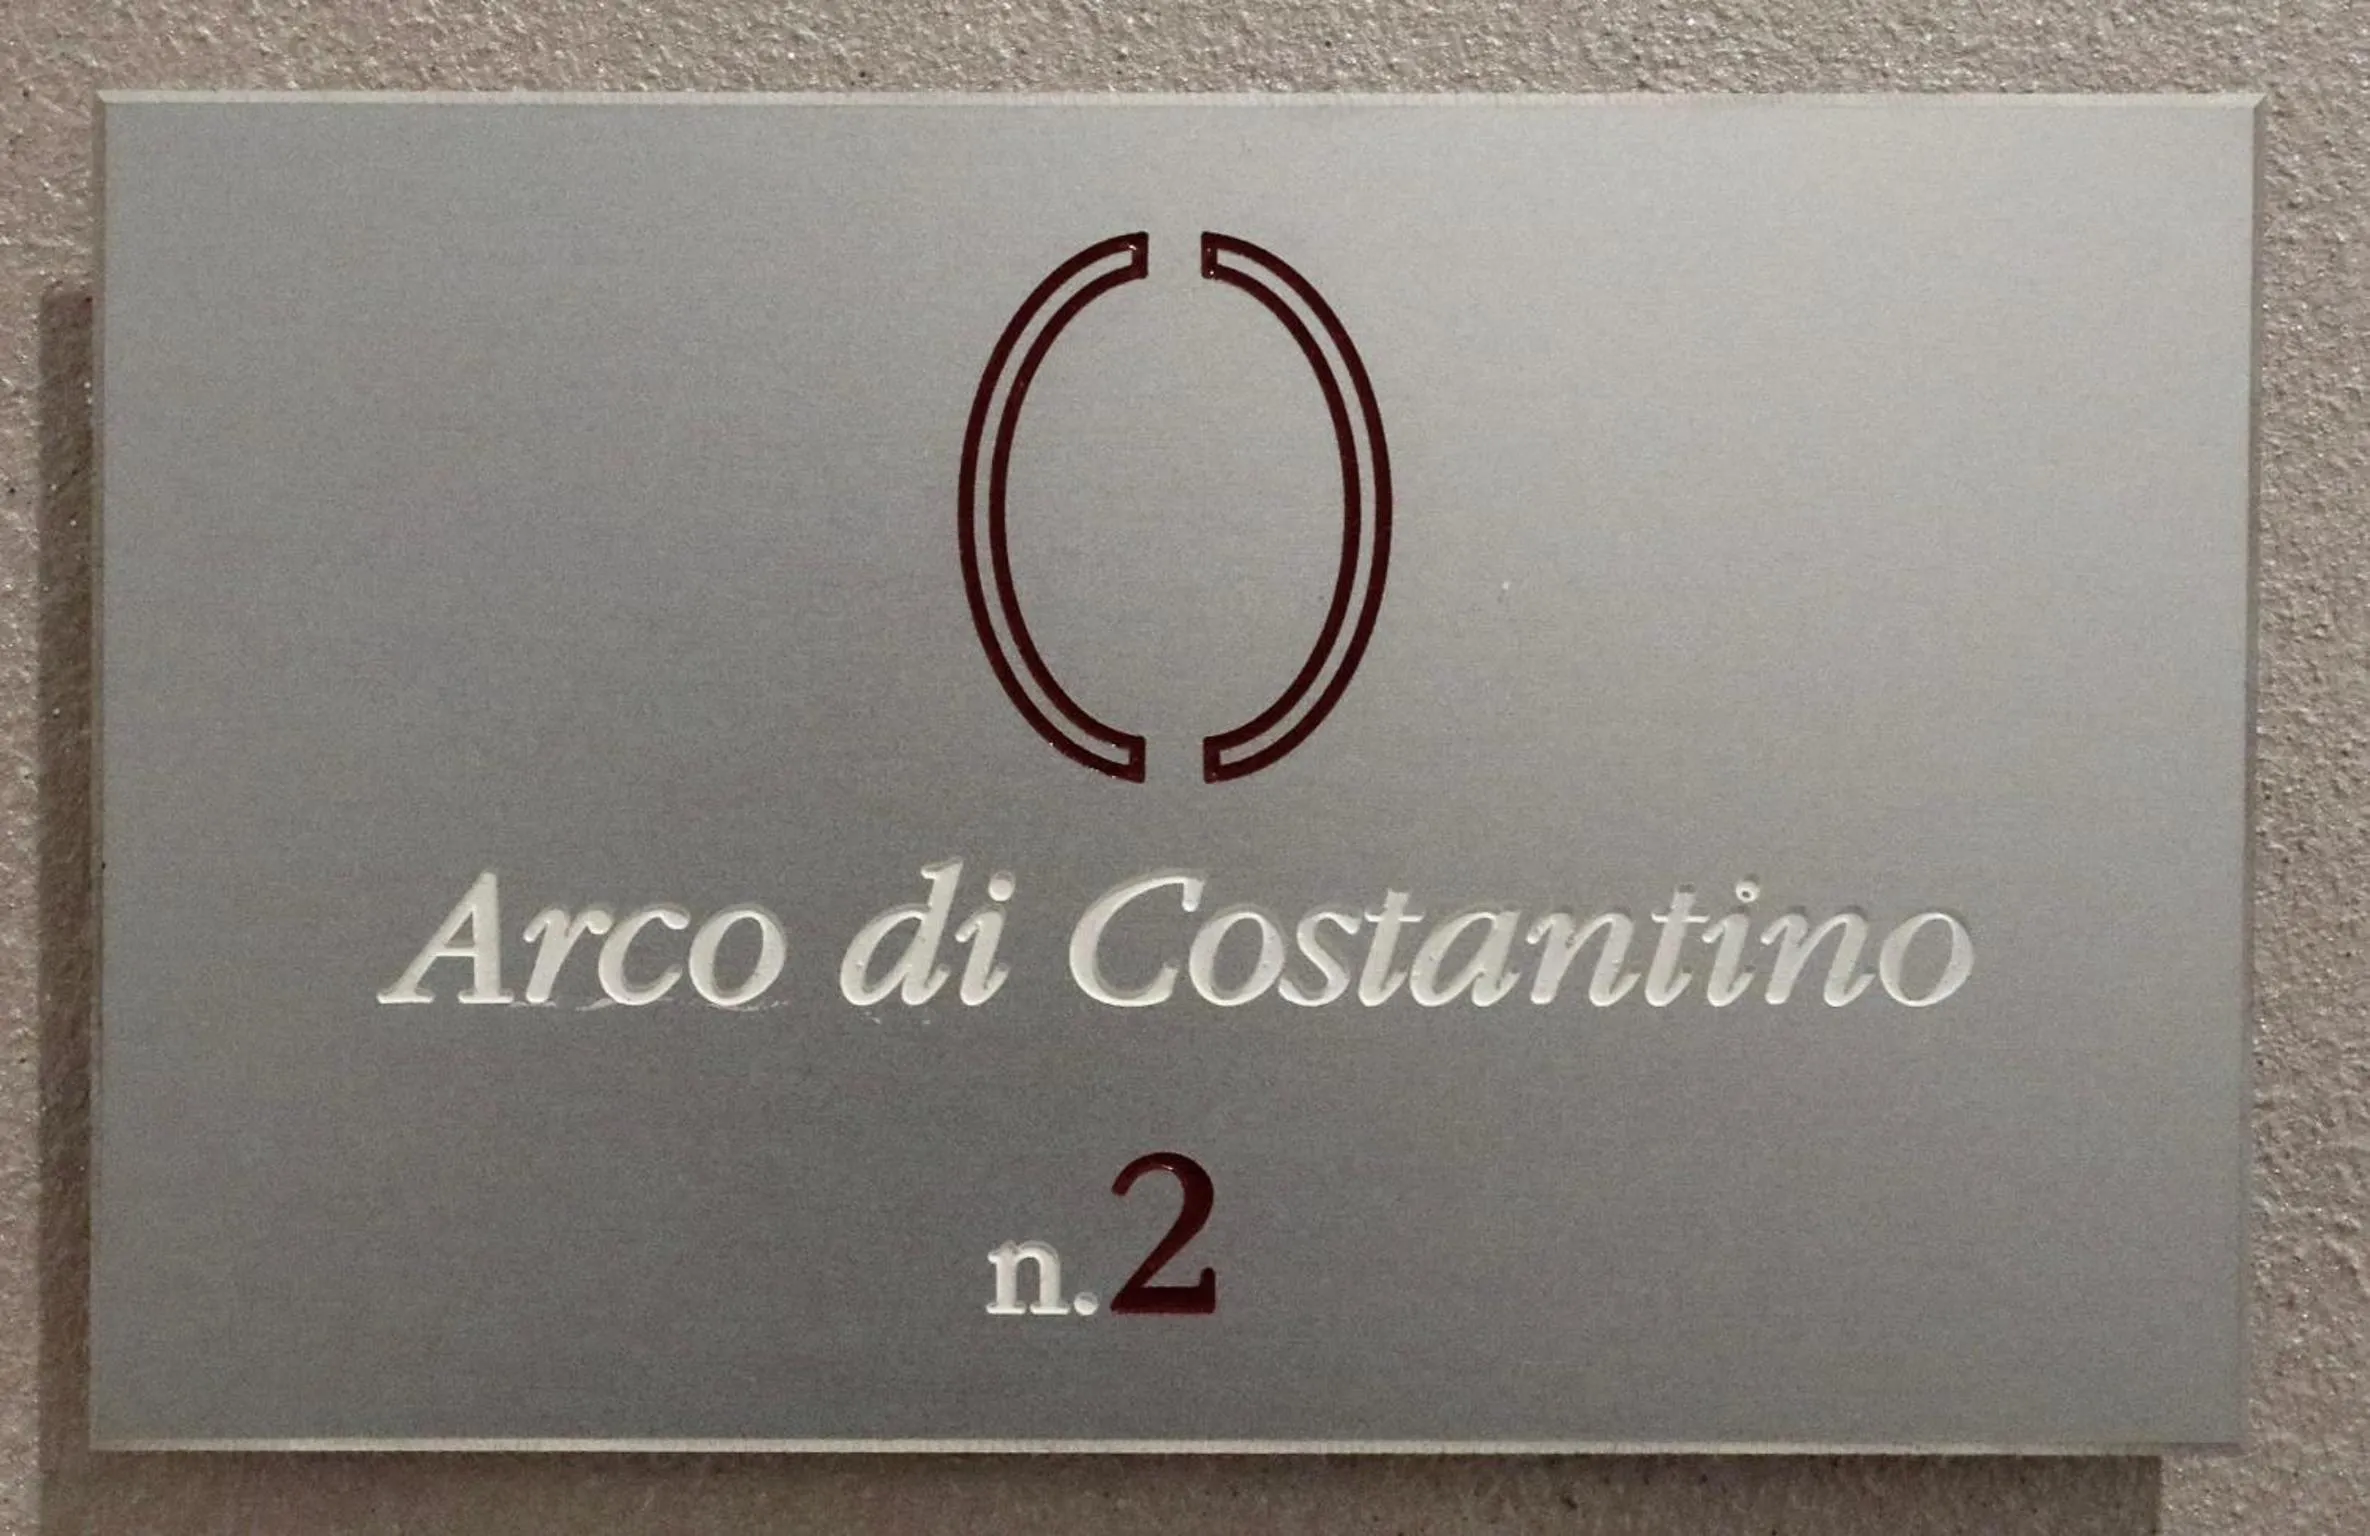 Arco di Costantino
n.2